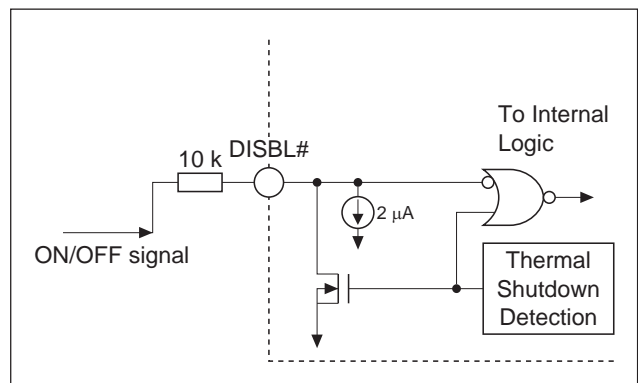 To Internal
Logic
10 k
DISBL#
2 μA
ON/OFF signal
Thermal
Shutdown
Detection